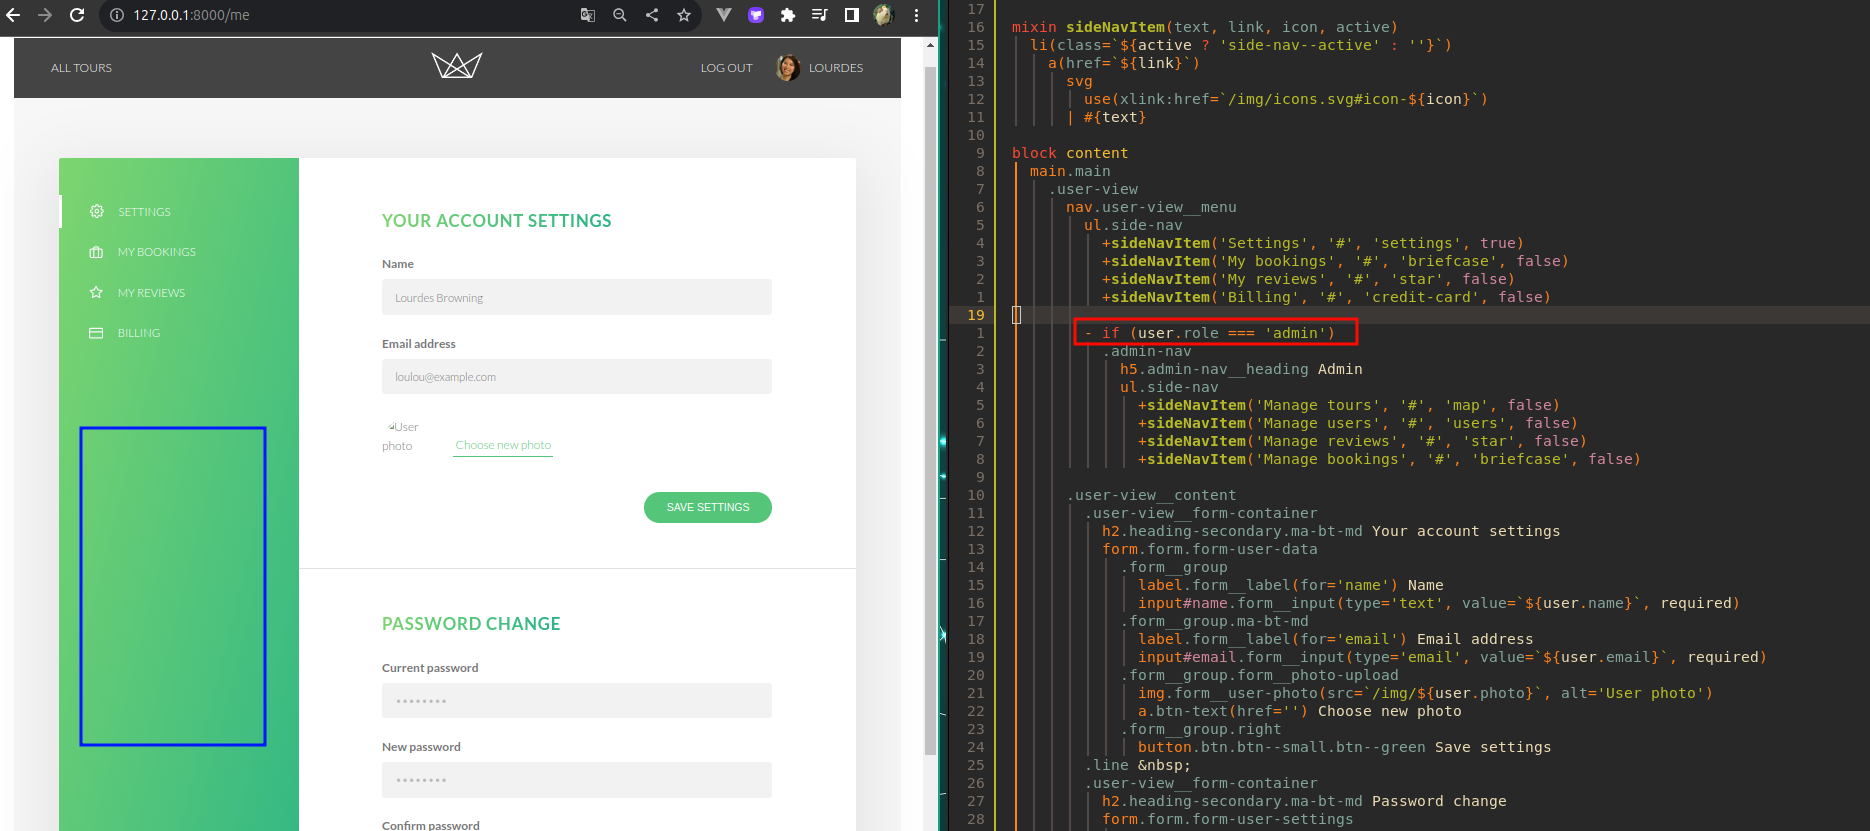 127.0.0.1:8000/me
ALL TOURS
LOG OUT
LOURDES
SETTINGS
MY BOOKINGS
MY REVIEWS
BILLING
YOUR ACCOUNT SETTINGS
Name
Lourdes Browning
Email address
loulou@example.com
User photo
Choose new photo
SAVE SETTINGS
PASSWORD CHANGE
Current password
••••••••
New password
••••••••
Confirm password
17
16 mixin sideNavItem(text, link, icon, active)
15 li(class=`${active ? 'side-nav--active' : ''}`)
14 a(href=`${link}`)
13 svg
12 use(xlink:href=`/img/icons.svg#icon-${icon}`)
11 | #{text}
10
9 block content
8 main.main
7 .user-view
6 nav.user-view__menu
5 ul.side-nav
4 +sideNavItem('Settings', '#', 'settings', true)
3 +sideNavItem('My bookings', '#', 'briefcase', false)
2 +sideNavItem('My reviews', '#', 'star', false)
1 +sideNavItem('Billing', '#', 'credit-card', false)
19
1 - if (user.role === 'admin')
2 .admin-nav
3 h5.admin-nav__heading Admin
4 ul.side-nav
5 +sideNavItem('Manage tours', '#', 'map', false)
6 +sideNavItem('Manage users', '#', 'users', false)
7 +sideNavItem('Manage reviews', '#', 'star', false)
8 +sideNavItem('Manage bookings', '#', 'briefcase', false)
9
10 .user-view__content
11 .user-view__form-container
12 h2.heading-secondary.ma-bt-md Your account settings
13 form.form.form-user-data
14 .form__group
15 label.form__label(for='name') Name
16 input#name.form__input(type='text', value=`${user.name}`, required)
17 .form__group.ma-bt-md
18 label.form__label(for='email') Email address
19 input#email.form__input(type='email', value=`${user.email}`, required)
20 .form__group.form__photo-upload
21 img.form__user-photo(src=`/img/${user.photo}`, alt='User photo')
22 a.btn-text(href='') Choose new photo
23 .form__group.right
24 button.btn.btn--small.btn--green Save settings
25 .line &nbsp;
26 .user-view__form-container
27 h2.heading-secondary.ma-bt-md Password change
28 form.form.form-user-settings